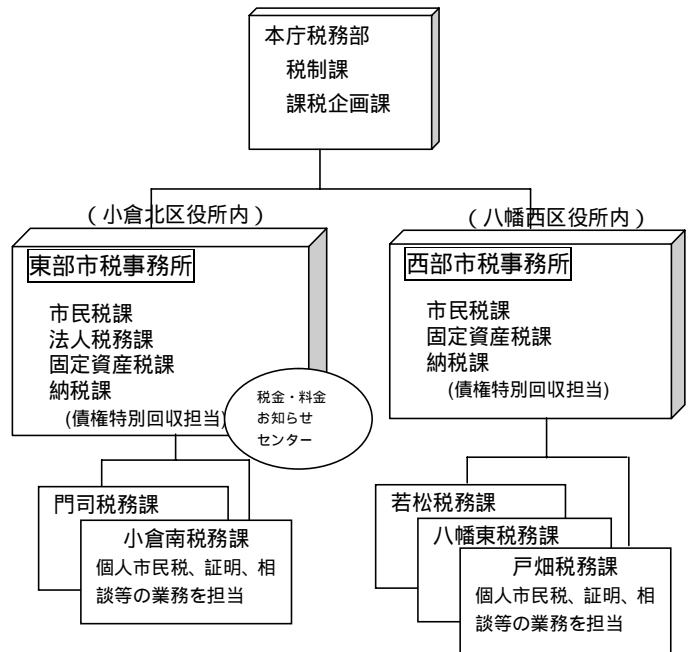 本庁税務部
税制課
課税企画課
（小倉北区役所内）
東部市税事務所
市民税課
法人税務課
固定資産税課
納税課
(債権特別回収担当)
税金・料金
お知らせ
センター
門司税務課
小倉南税務課
個人市民税、証明、相
談等の業務を担当
（八幡西区役所内）
西部市税事務所
市民税課
固定資産税課
納税課
(債権特別回収担当)
若松税務課
八幡東税務課
戸畑税務課
個人市民税、証明、相
談等の業務を担当